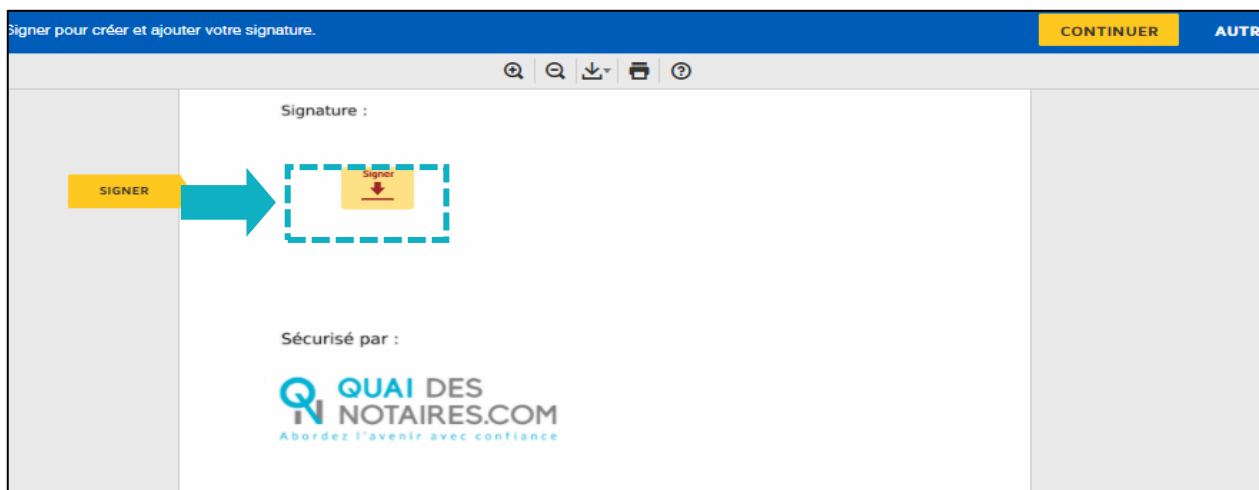 Signer pour créer et ajouter votre signature.
CONTINUER
Signature :
SIGNER
Signer
Sécurisé par :
QN
QUAI DES
NOTAIRES.COM
Abordez l'avenir avec confiance